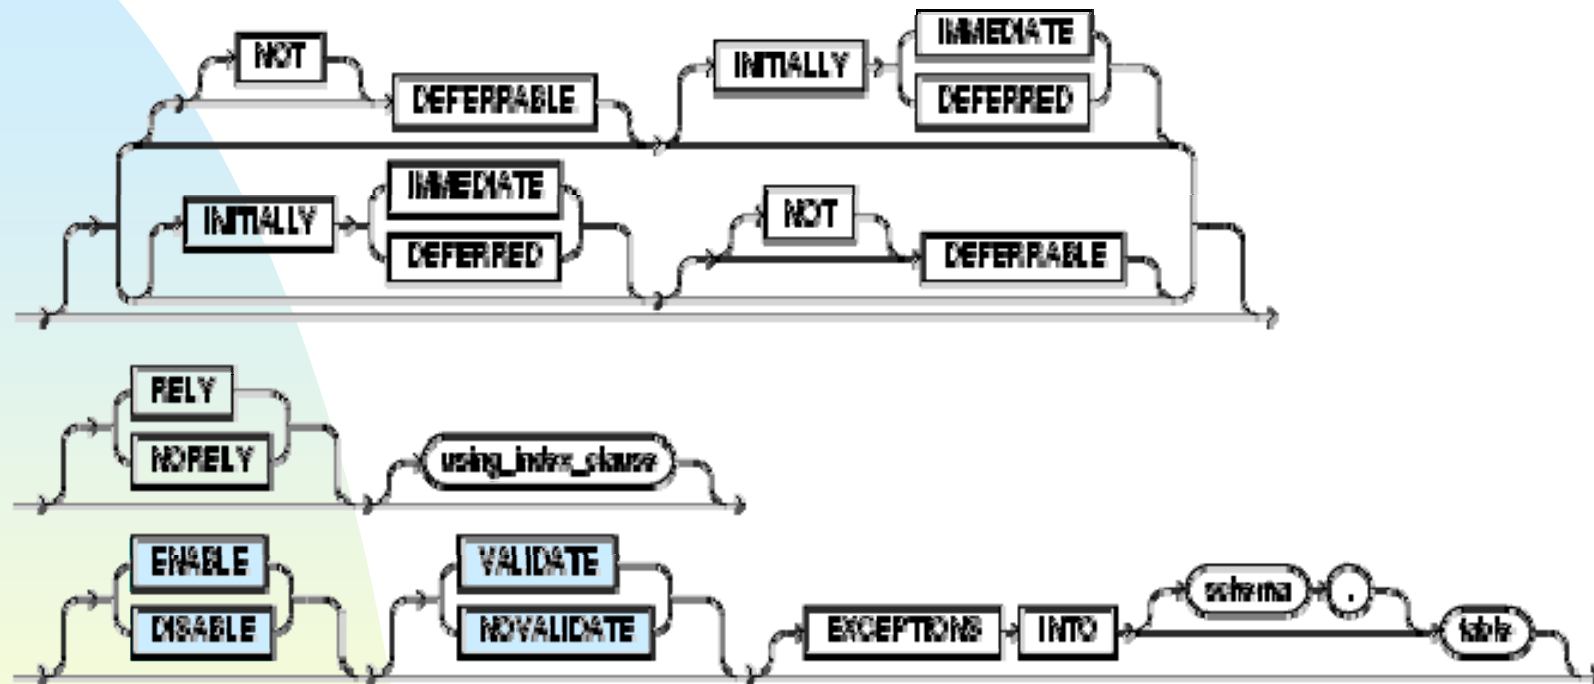 NOT DEFERRABLE INITIALLY IMMEDIATE
DEFERRED
INITIALLY IMMEDIATE
DEFERRED NOT DEFERRABLE
RELY
NORELY using_index_clause
ENABLE VALIDATE
DISABLE NOVALIDATE EXCEPTIONS INTO schema . table